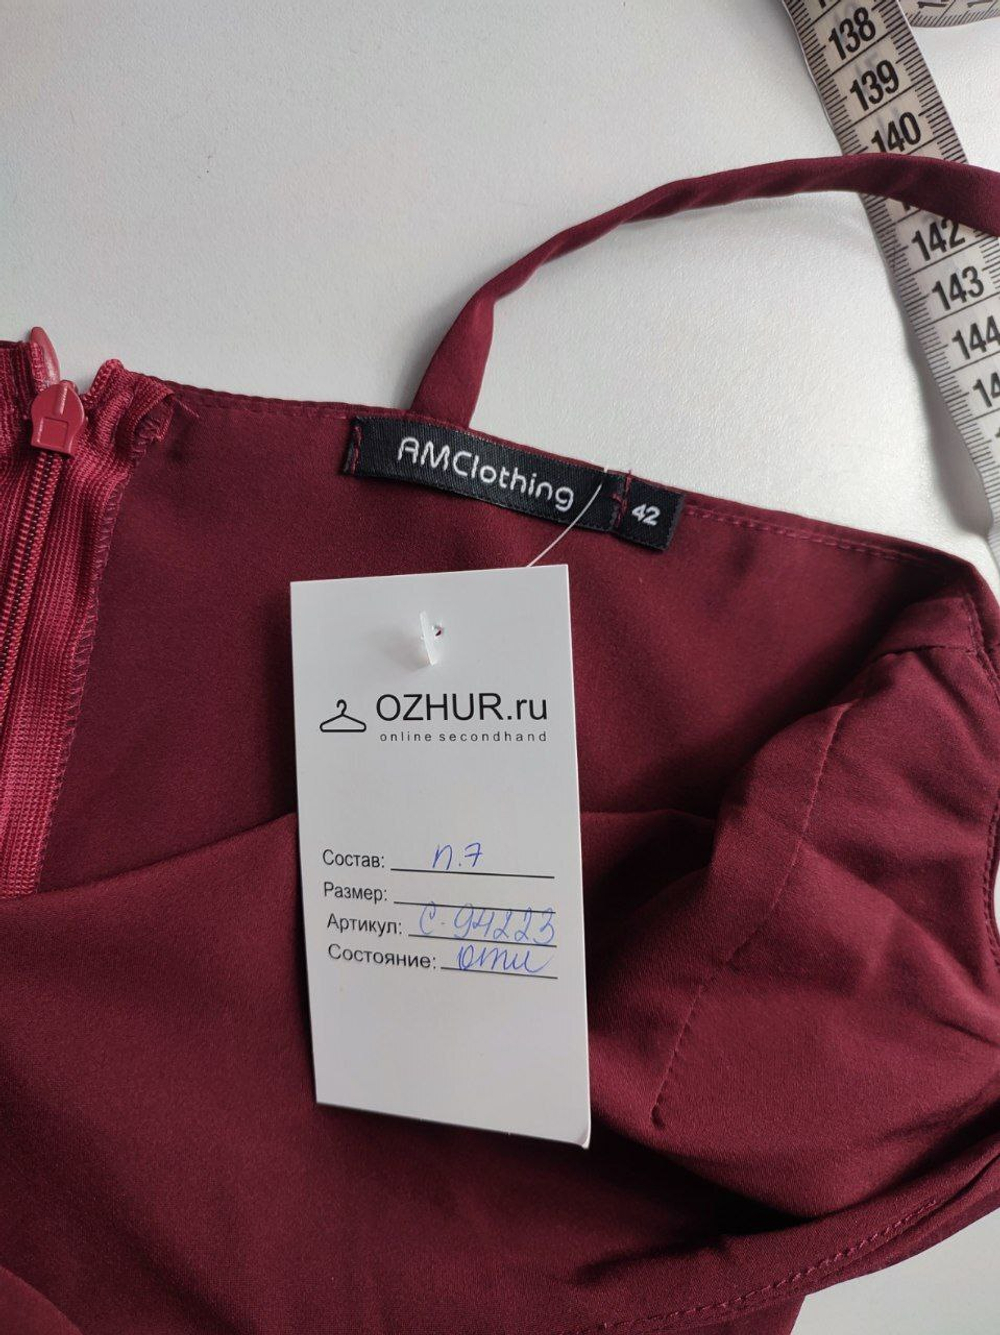 138
139
140
142
143
144
14
AMClothing
42
OZHUR.ru
online secondhand
Состав: п.7
Размер:
Артикул: С-94223
Состояние: отл